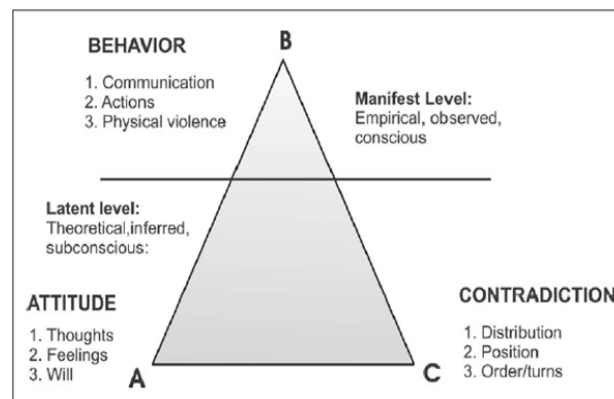 BEHAVIOR
B
1. Communication
2. Actions
3. Physical violence
Manifest Level:
Empirical, observed,
conscious
Latent level:
Theoretical,inferred,
subconscious:
ATTITUDE
1. Thoughts
2. Feelings
3. Will
A
CONTRADICTION
1. Distribution
2. Position
3. Order/turns
C